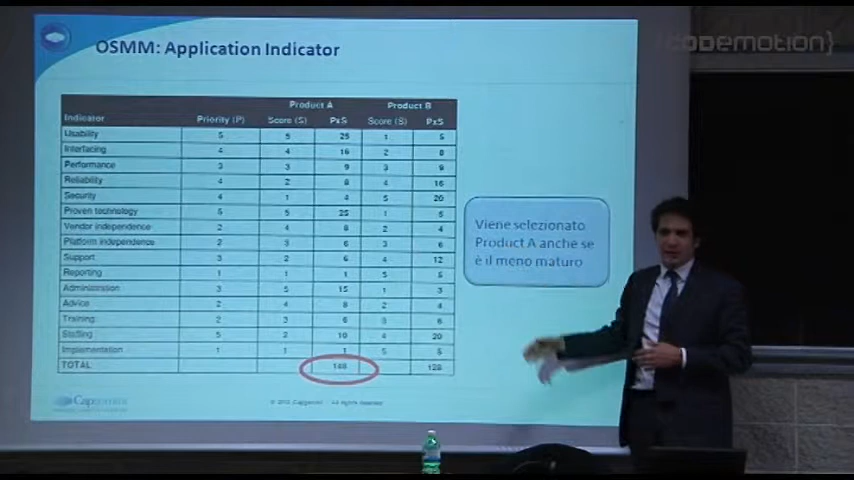 {codemotion}
OSMM: Application Indicator
Product A Product B
Indicator Priority (P) Score (S) PxS Score (S) PxS
Usability 5 5 25 1 5
Interfacing 4 4 16 2 8
Performance 3 3 9 3 9
Reliability 4 2 8 4 16
Security 4 1 4 5 20
Proven technology 5 5 25 1 5
Vendor independence 2 4 8 2 4
Platform independence 2 3 6 3 6
Support 3 2 6 4 12
Reporting 1 1 1 5 5
Administration 3 5 15 1 3
Advice 2 4 8 2 4
Training 2 3 6 3 6
Staffing 5 2 10 4 20
Implementation 1 1 1 5 5
TOTAL 148 128
Viene selezionato
Product A anche se
è il meno maturo
Capgemini
© 2012 Capgemini - All rights reserved